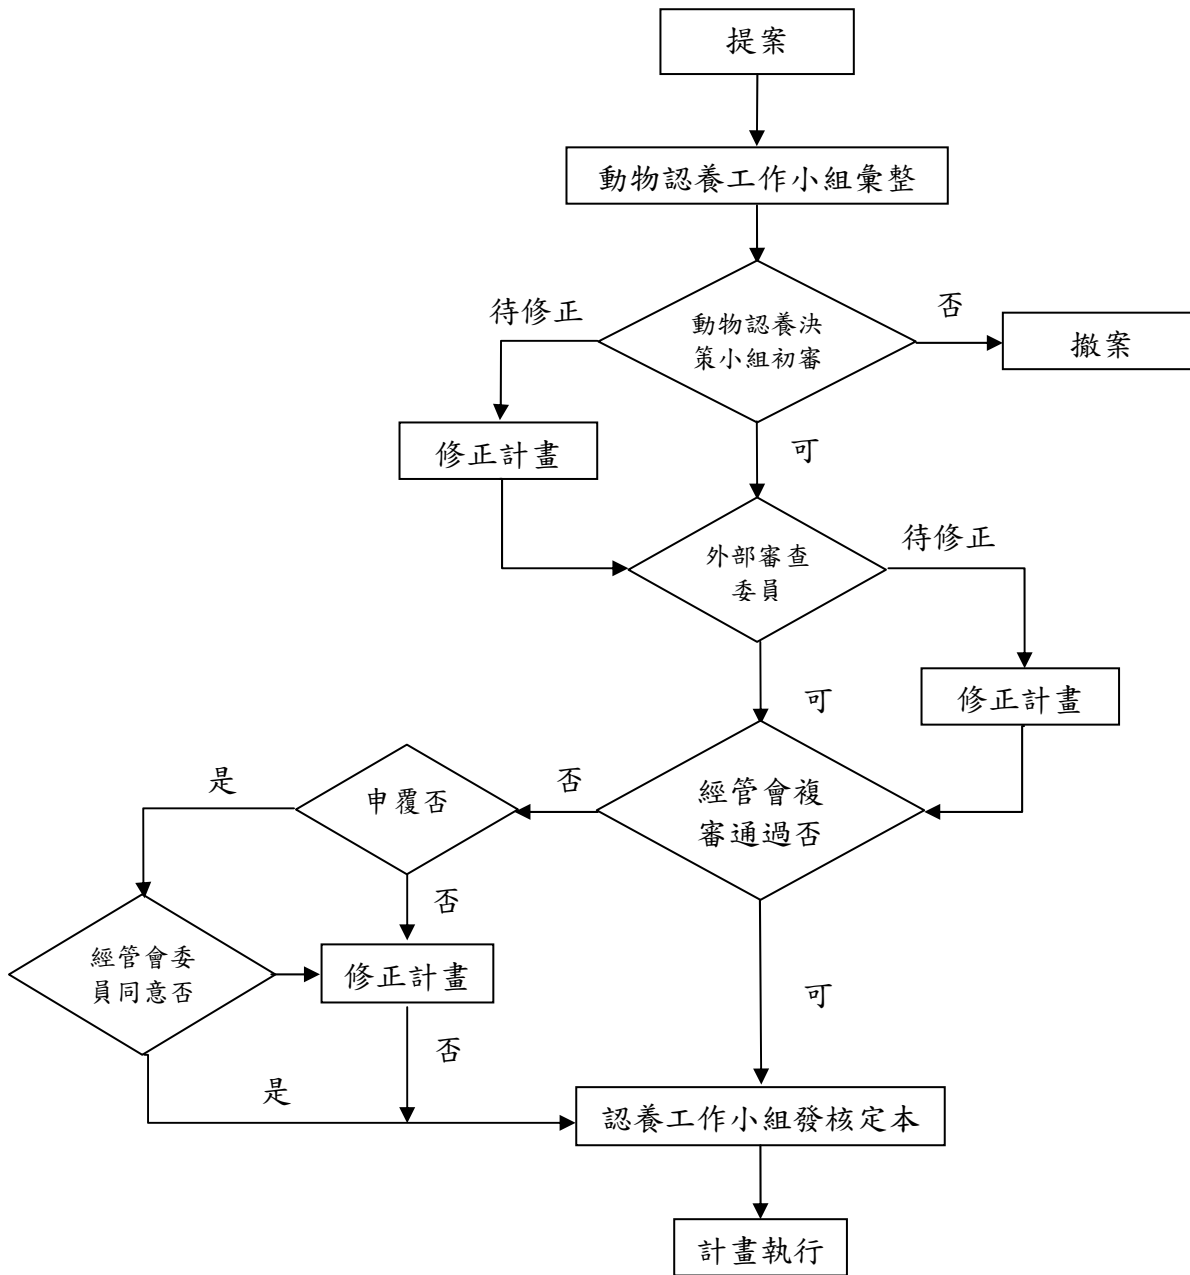 提案
動物認養工作小組彙整
待修正
動物認養決
策小組初審
否
撤案
修正計畫
可
外部審查
委員
待修正
修正計畫
可
經管會複
審通過否
否
申覆否
是
否
經管會委
員同意否
修正計畫
可
否
是
認養工作小組發核定本
計畫執行